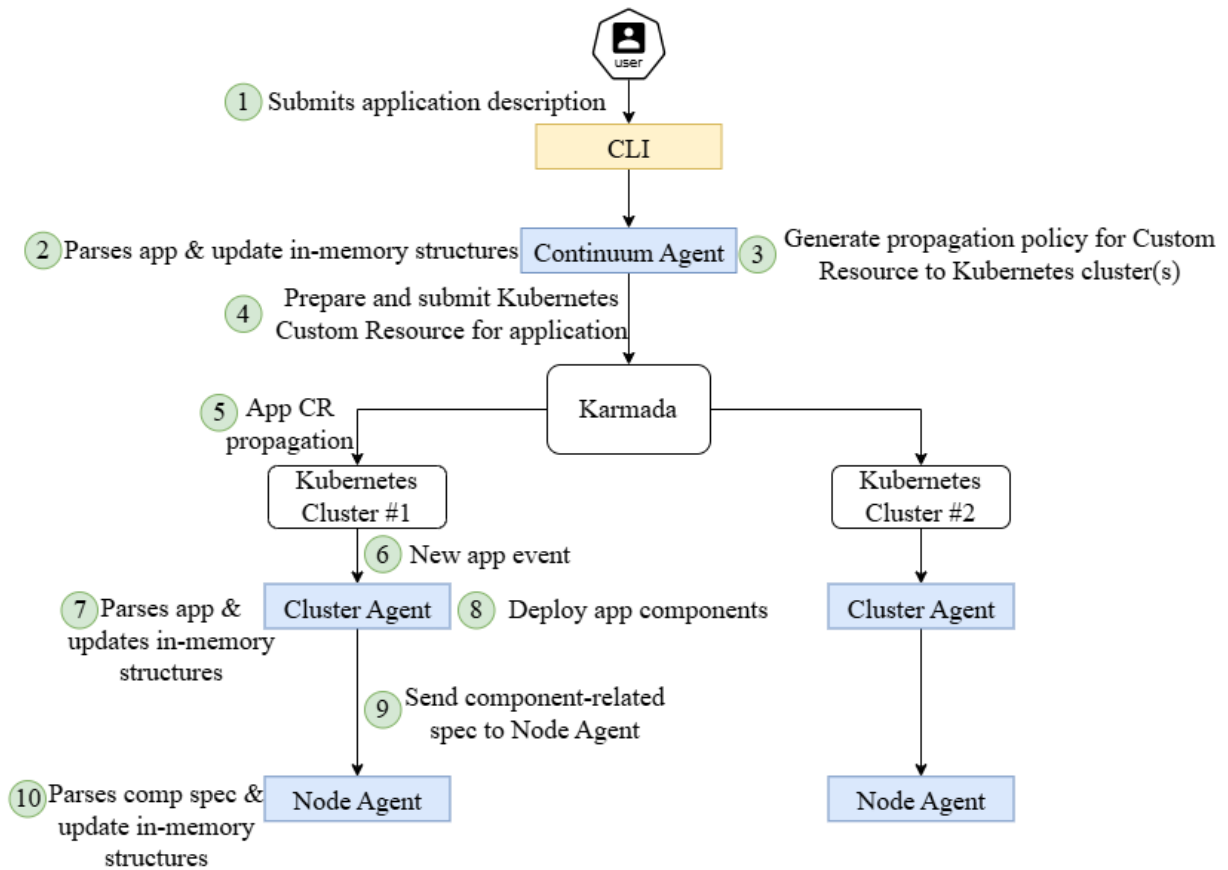 user
1
Submits application description
CLI
2
Parses app & update in-memory structures
Continuum Agent
3
Generate propagation policy for Custom
Resource to Kubernetes cluster(s)
4
Prepare and submit Kubernetes
Custom Resource for application
Karmada
5
App CR
propagation
Kubernetes
Cluster #1
Kubernetes
Cluster #2
6
New app event
7
Parses app &
updates in-memory
structures
Cluster Agent
8
Deploy app components
Cluster Agent
9
Send component-related
spec to Node Agent
10
Parses comp spec &
update in-memory
structures
Node Agent
Node Agent